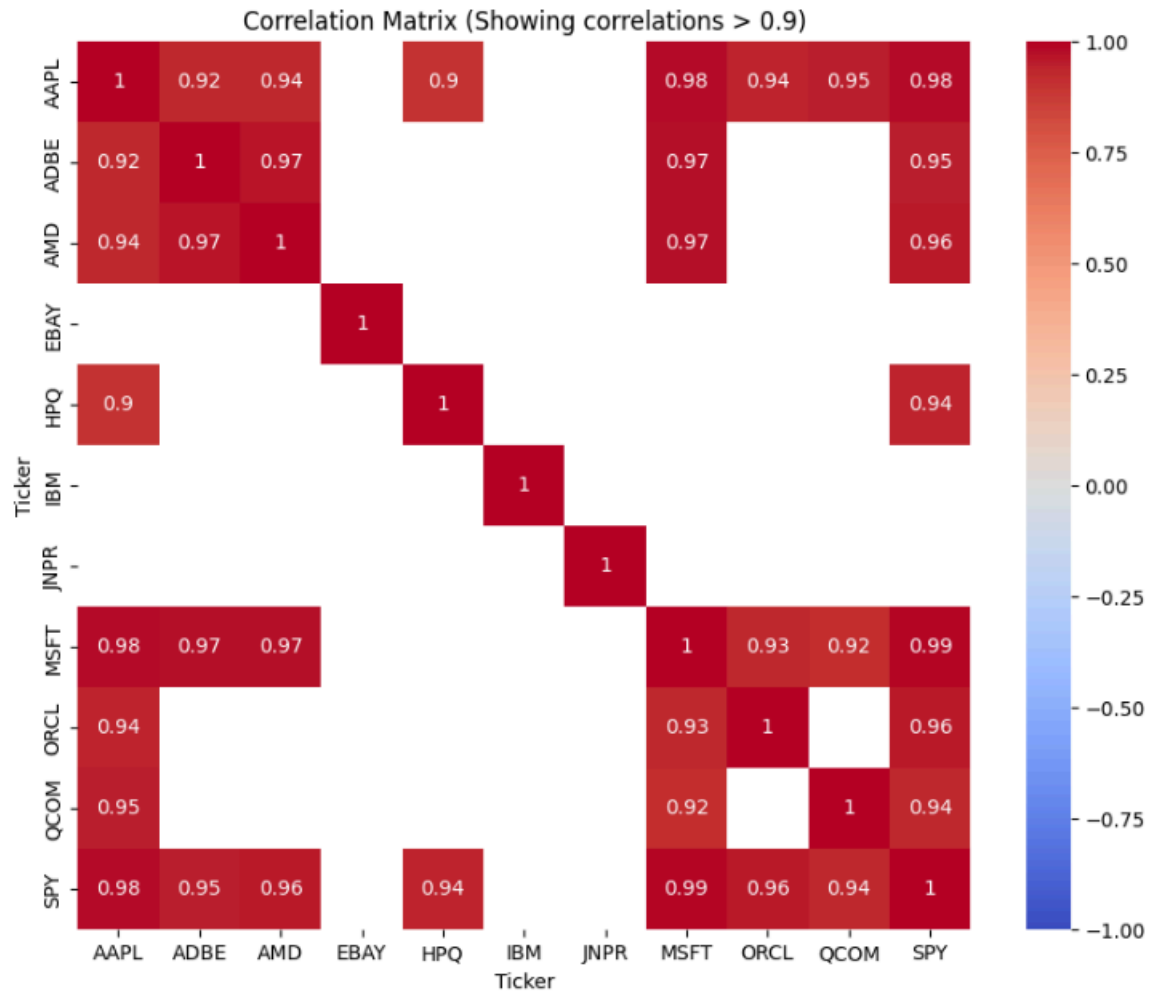 Correlation Matrix (Showing correlations > 0.9)
AAPL 1 0.92 0.94 0.9 0.98 0.94 0.95 0.98
ADBE 0.92 1 0.97 0.97 0.95
AMD 0.94 0.97 1 0.97 0.96
EBAY 1
HPQ 0.9 1 0.94
IBM 1
JNPR 1
MSFT 0.98 0.97 0.97 1 0.93 0.92 0.99
ORCL 0.94 0.93 1 0.96
QCOM 0.95 0.92 1 0.94
SPY 0.98 0.95 0.96 0.94 0.99 0.96 0.94 1
Ticker
AAPL ADBE AMD EBAY HPQ IBM JNPR MSFT ORCL QCOM SPY
Ticker
1.00
0.75
0.50
0.25
0.00
−0.25
−0.50
−0.75
−1.00